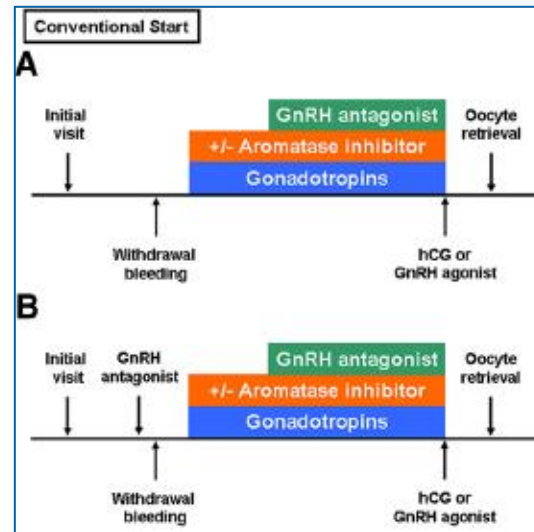 Conventional Start
A
Initial
visit
GnRH antagonist
+/- Aromatase inhibitor
Gonadotropins
Oocyte
retrieval
Withdrawal
bleeding
hCG or
GnRH agonist
B
Initial
visit
GnRH
antagonist
GnRH antagonist
+/- Aromatase inhibitor
Gonadotropins
Oocyte
retrieval
Withdrawal
bleeding
hCG or
GnRH agonist